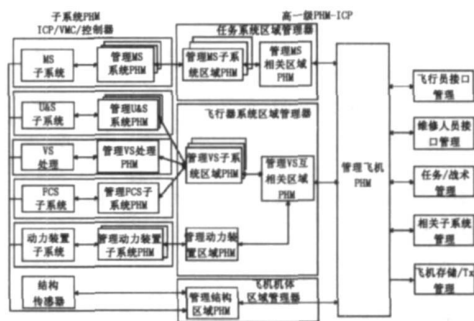 子系统PHM
ICP/VMC/控制器
高一级PHM-ICP
任务系统区域管理器
MS
子系统
管理MS
系统PHM
管理MS子系
统区域PHM
管理MS
相关区域
PHM
U&S
子系统
管理U&S
系统PHM
飞行器系统区域管理器
VS
处理
管理VS处理
PHM
管理VS子系
统区域PHM
管理VS互
相关区域
PHM
FCS
子系统
管理FCS子系
统PHM
动力装置
子系统
管理动力装置
子系统PHM
管理动力装
置区域PHM
结构
传感器
飞机机体
区域管理器
管理结构
区域PHM
管理飞机
PHM
飞行员接口
管理
维修人员接
口管理
任务/战术
管理
相关子系统
管理
飞机存储/Tx
管理